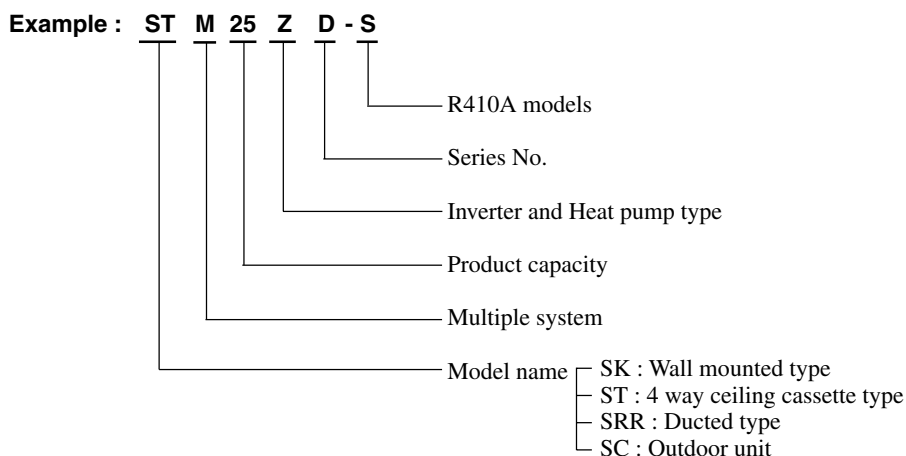 Example : ST M 25 Z D - S
R410A models
Series No.
Inverter and Heat pump type
Product capacity
Multiple system
Model name
SK : Wall mounted type
ST : 4 way ceiling cassette type
SRR : Ducted type
SC : Outdoor unit